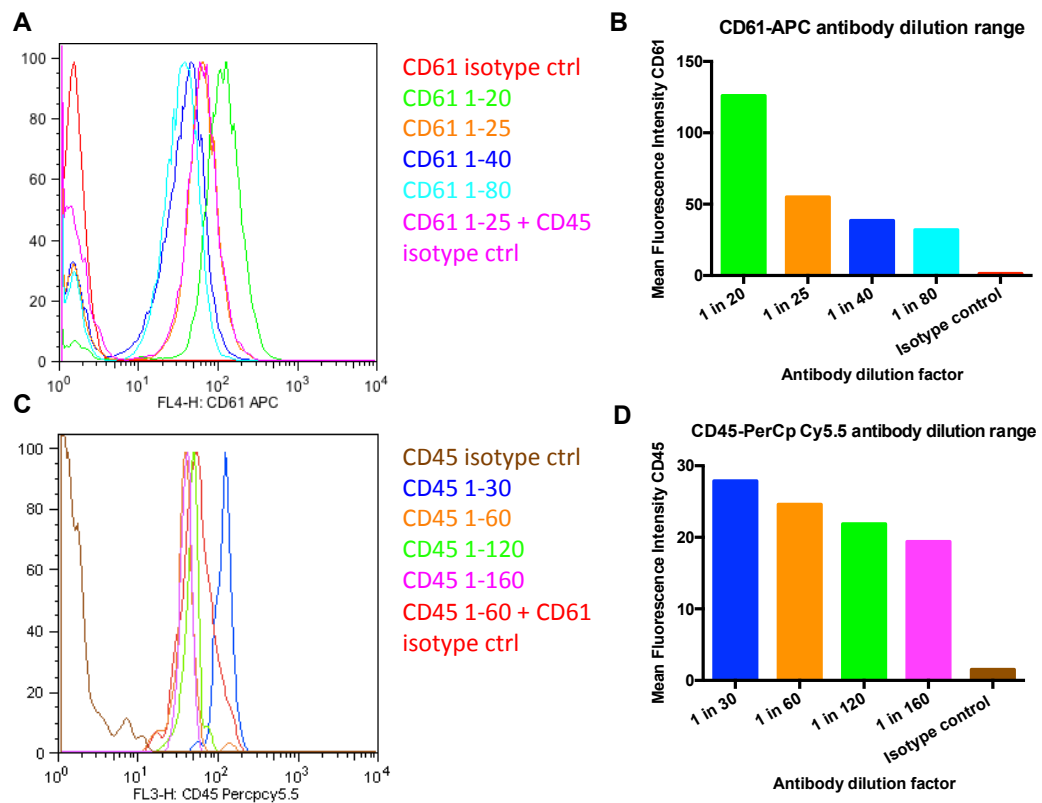 A
100
80
60
40
20
0
10^0
10^1
10^2
10^3
10^4
FL4-H: CD61 APC
CD61 isotype ctrl
CD61 1-20
CD61 1-25
CD61 1-40
CD61 1-80
CD61 1-25 + CD45
isotype ctrl
B
CD61-APC antibody dilution range
Mean Fluorescence Intensity CD61
150
100
50
0
1 in 20
1 in 25
1 in 40
1 in 80
Isotype control
Antibody dilution factor
C
100
80
60
40
20
0
10^0
10^1
10^2
10^3
10^4
FL3-H: CD45 Percpcy5.5
CD45 isotype ctrl
CD45 1-30
CD45 1-60
CD45 1-120
CD45 1-160
CD45 1-60 + CD61
isotype ctrl
D
CD45-PerCp Cy5.5 antibody dilution range
Mean Fluorescence Intensity CD45
30
20
10
0
1 in 30
1 in 60
1 in 120
1 in 160
Isotype control
Antibody dilution factor